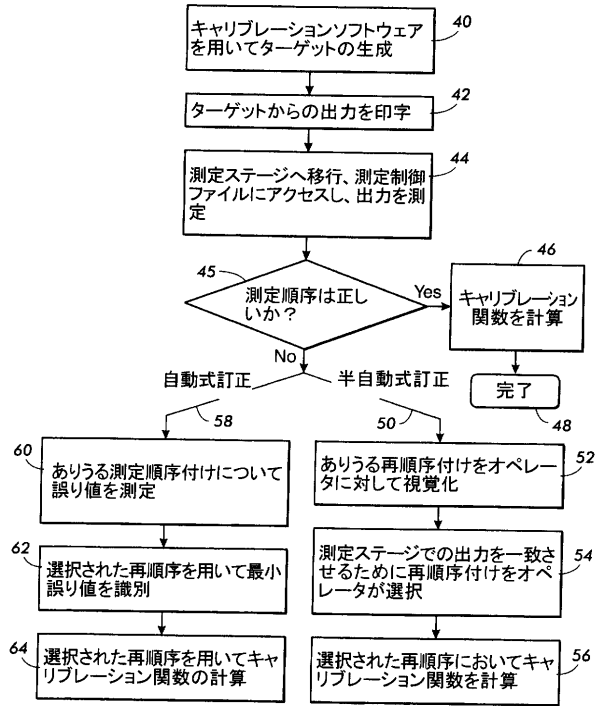 キャリブレーションソフトウェア
を用いてターゲットの生成
40
ターゲットからの出力を印字
42
測定ステージへ移行、測定制御
ファイルにアクセスし、出力を測
定
44
45
測定順序は正し
いか？
Yes
46
キャリブレーション
関数を計算
No
完了
48
自動式訂正
半自動式訂正
58
50
60
ありうる測定順序付けについて
誤り値を測定
ありうる再順序付けをオペレー
タに対して視覚化
52
62
選択された再順序を用いて最小
誤り値を識別
測定ステージでの出力を一致さ
せるために再順序付けをオペ
レータが選択
54
64
選択された再順序を用いてキャ
リブレーション関数の計算
選択された再順序においてキャ
リブレーション関数を計算
56